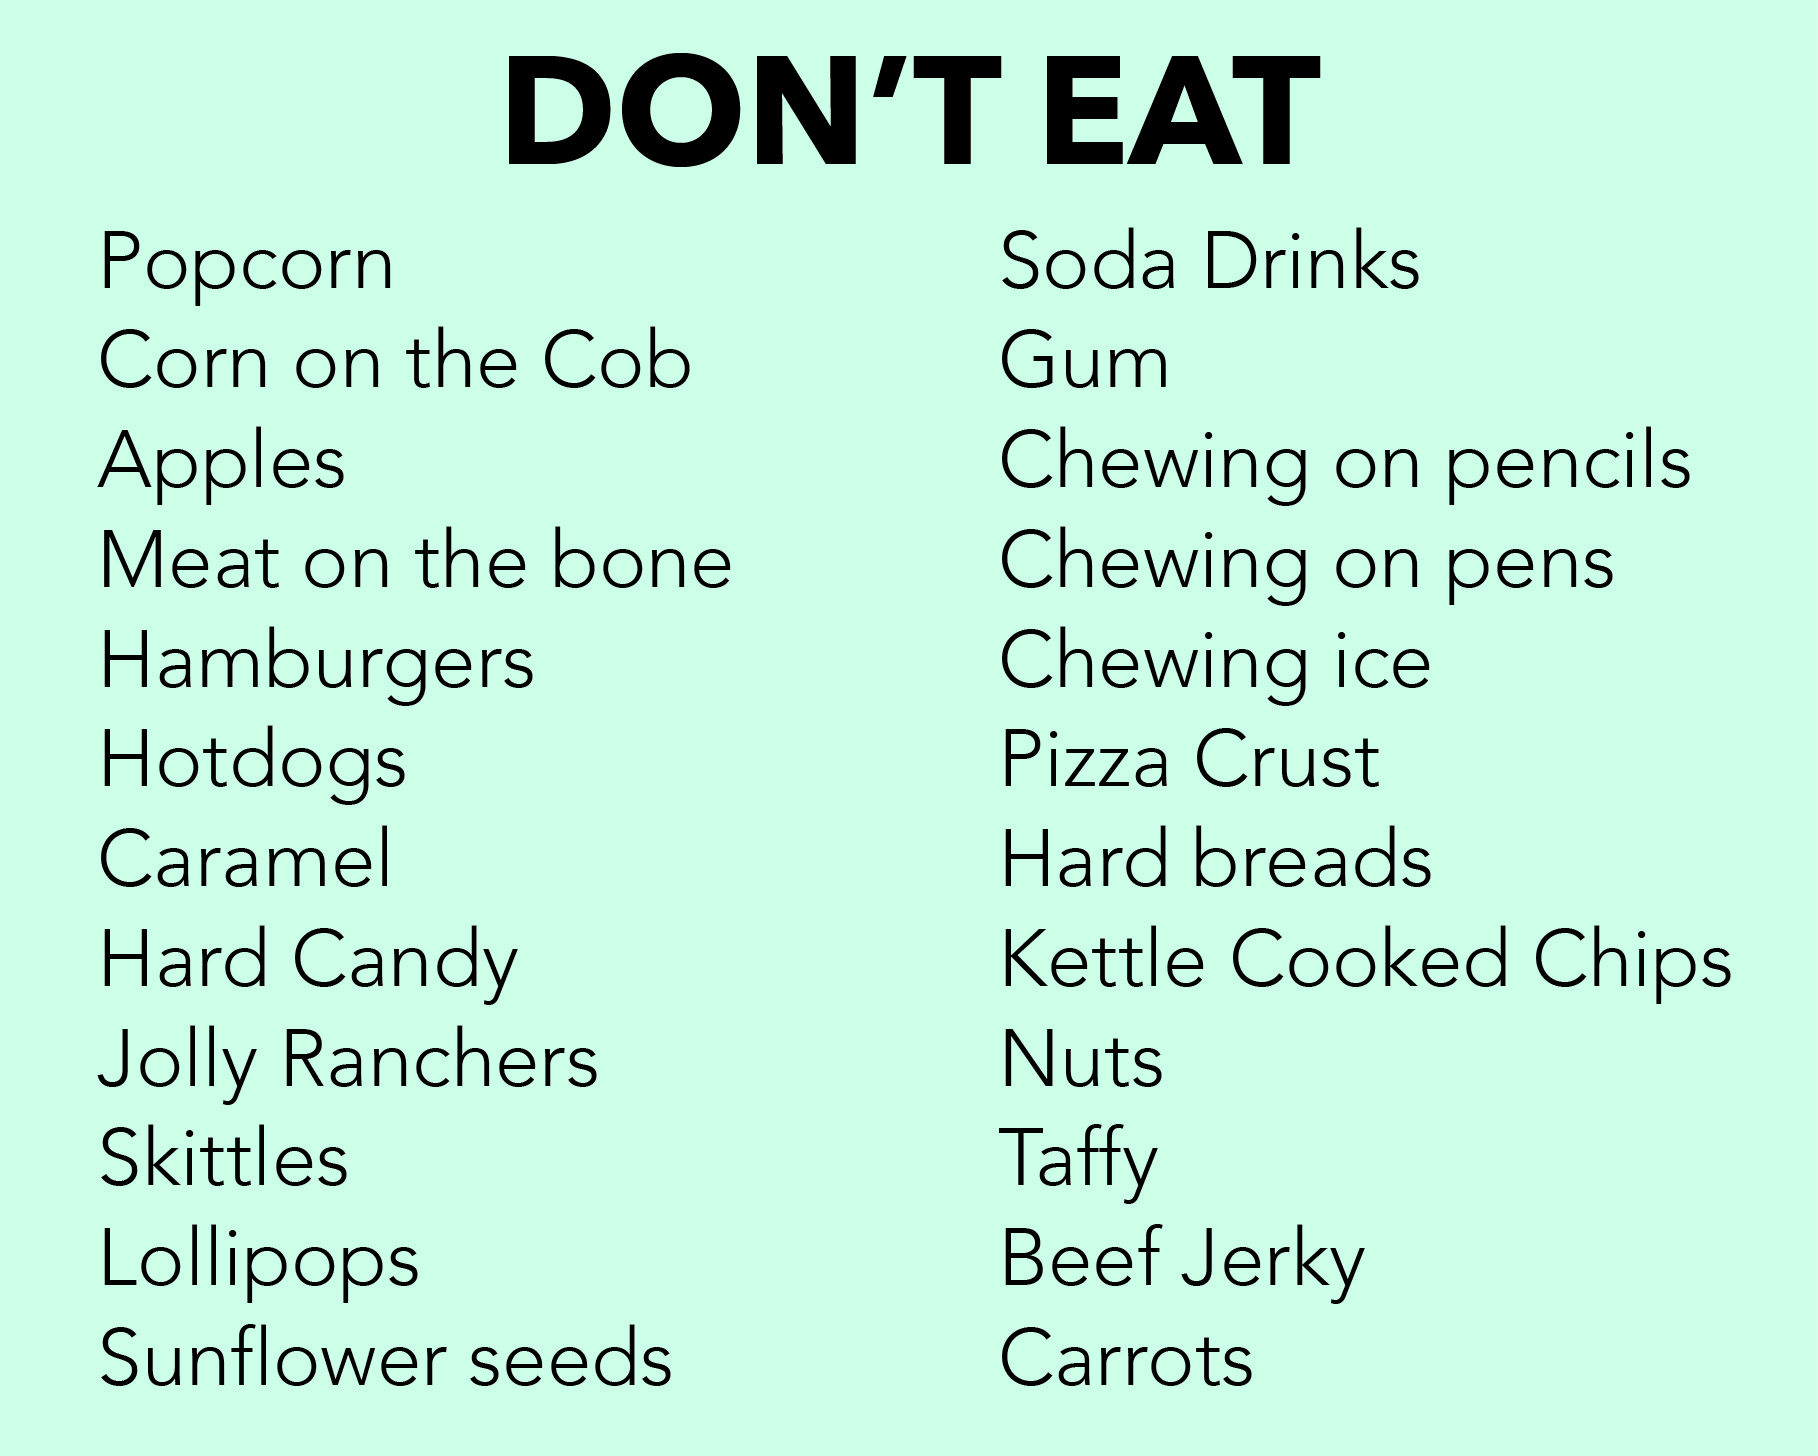 DON'T EAT
Popcorn
Corn on the Cob
Apples
Meat on the bone
Hamburgers
Hotdogs
Caramel
Hard Candy
Jolly Ranchers
Skittles
Lollipops
Sunflower seeds
Soda Drinks
Gum
Chewing on pencils
Chewing on pens
Chewing ice
Pizza Crust
Hard breads
Kettle Cooked Chips
Nuts
Taffy
Beef Jerky
Carrots